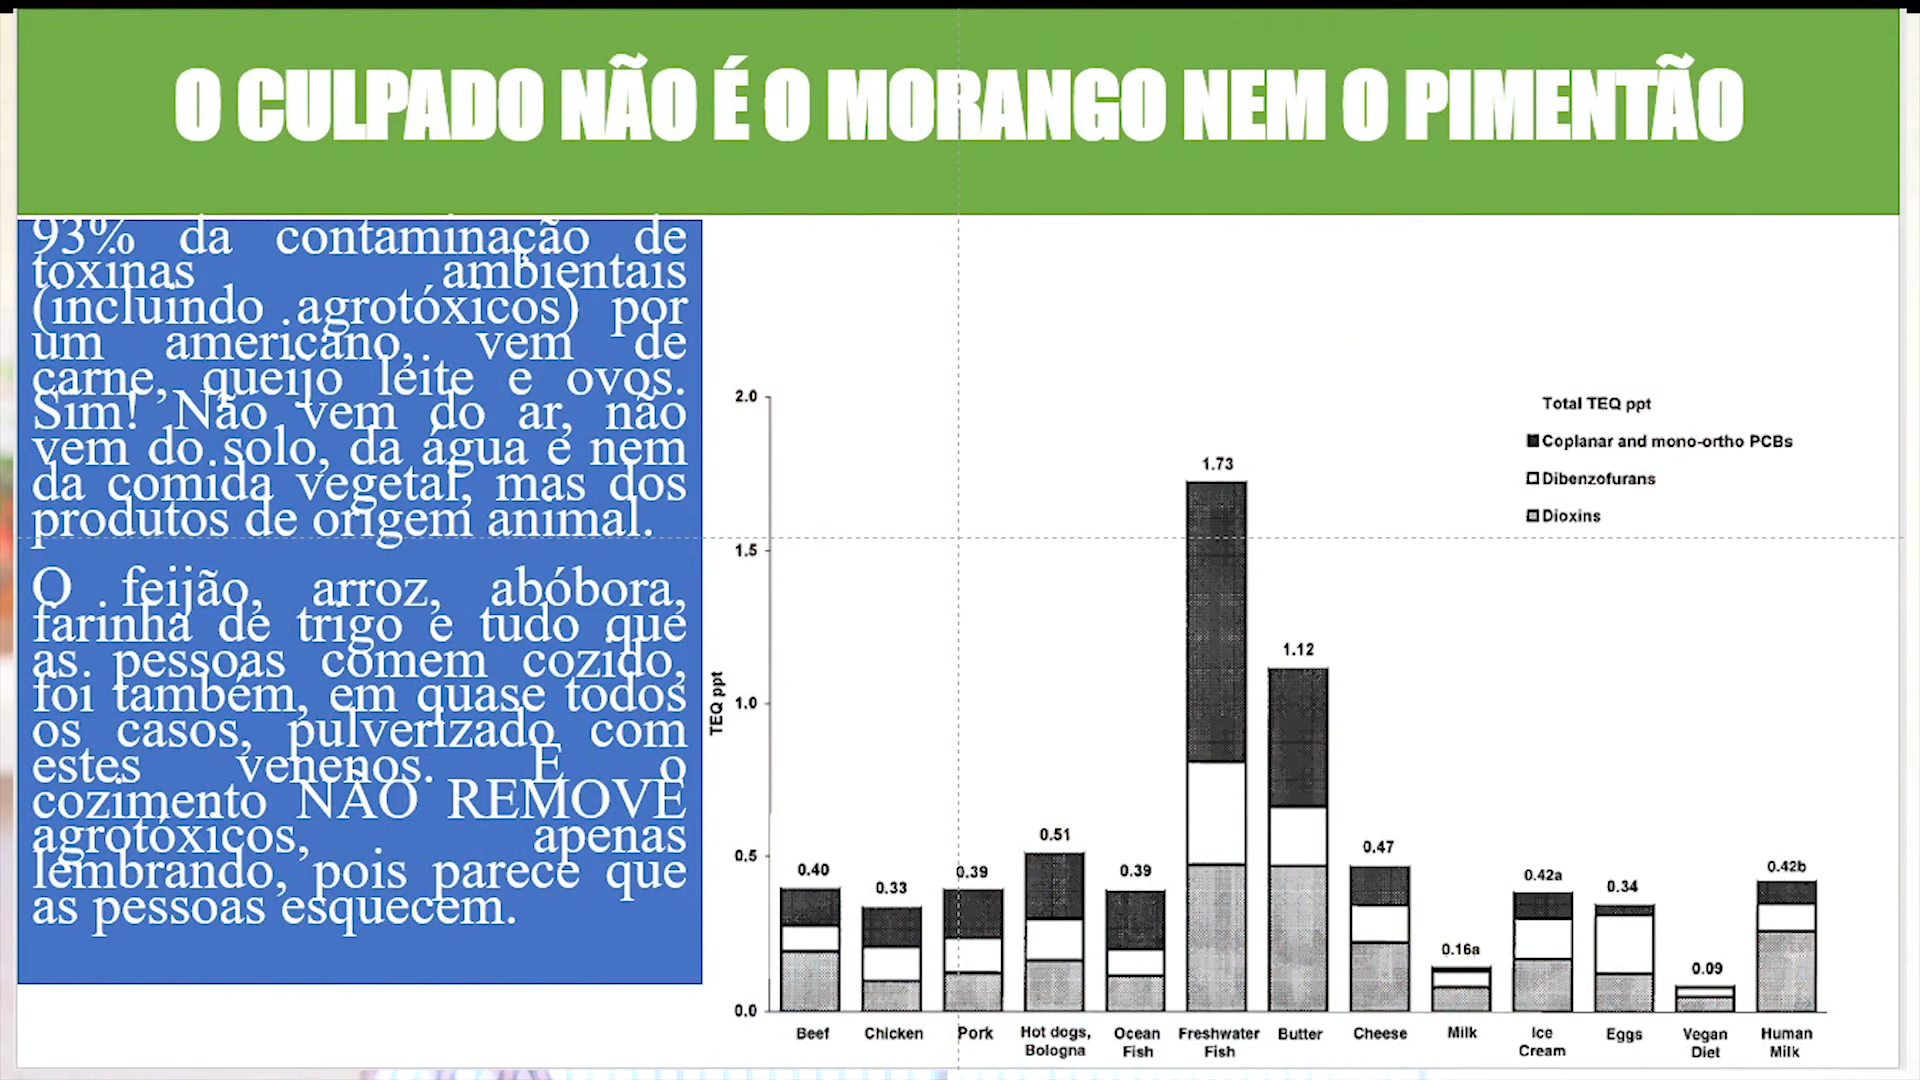 O CULPADO NÃO É O MORANGO NEM O PIMENTÃO
93% da contaminação de
toxinas ambientais
(incluindo agrotóxicos) por
um americano, vem de
carne, queijo leite e ovos.
Sim! Não vem do ar, não
vem do solo, da água e nem
da comida vegetal, mas dos
produtos de origem animal.
O feijão, arroz, abóbora,
farinha de trigo e tudo que
as pessoas comem cozido,
foi também, em quase todos
os casos, pulverizado com
estes venenos. E o
cozimento NÃO REMOVE
agrotóxicos, apenas
lembrando, pois parece que
as pessoas esquecem.
Total TEQ ppt
Coplanar and mono-ortho PCBs
Dibenzofurans
Dioxins
TEQ ppt
2.0
1.5
1.0
0.5
0.0
0.40
0.33
0.39
0.51
0.39
1.73
1.12
0.47
0.16a
0.42a
0.34
0.09
0.42b
Beef
Chicken
Pork
Hot dogs,
Bologna
Ocean
Fish
Freshwater
Fish
Butter
Cheese
Milk
Ice
Cream
Eggs
Vegan
Diet
Human
Milk